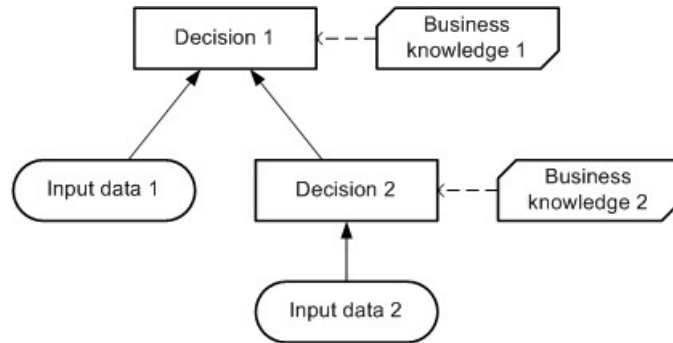 Decision 1
Business
knowledge 1
Input data 1
Decision 2
Business
knowledge 2
Input data 2